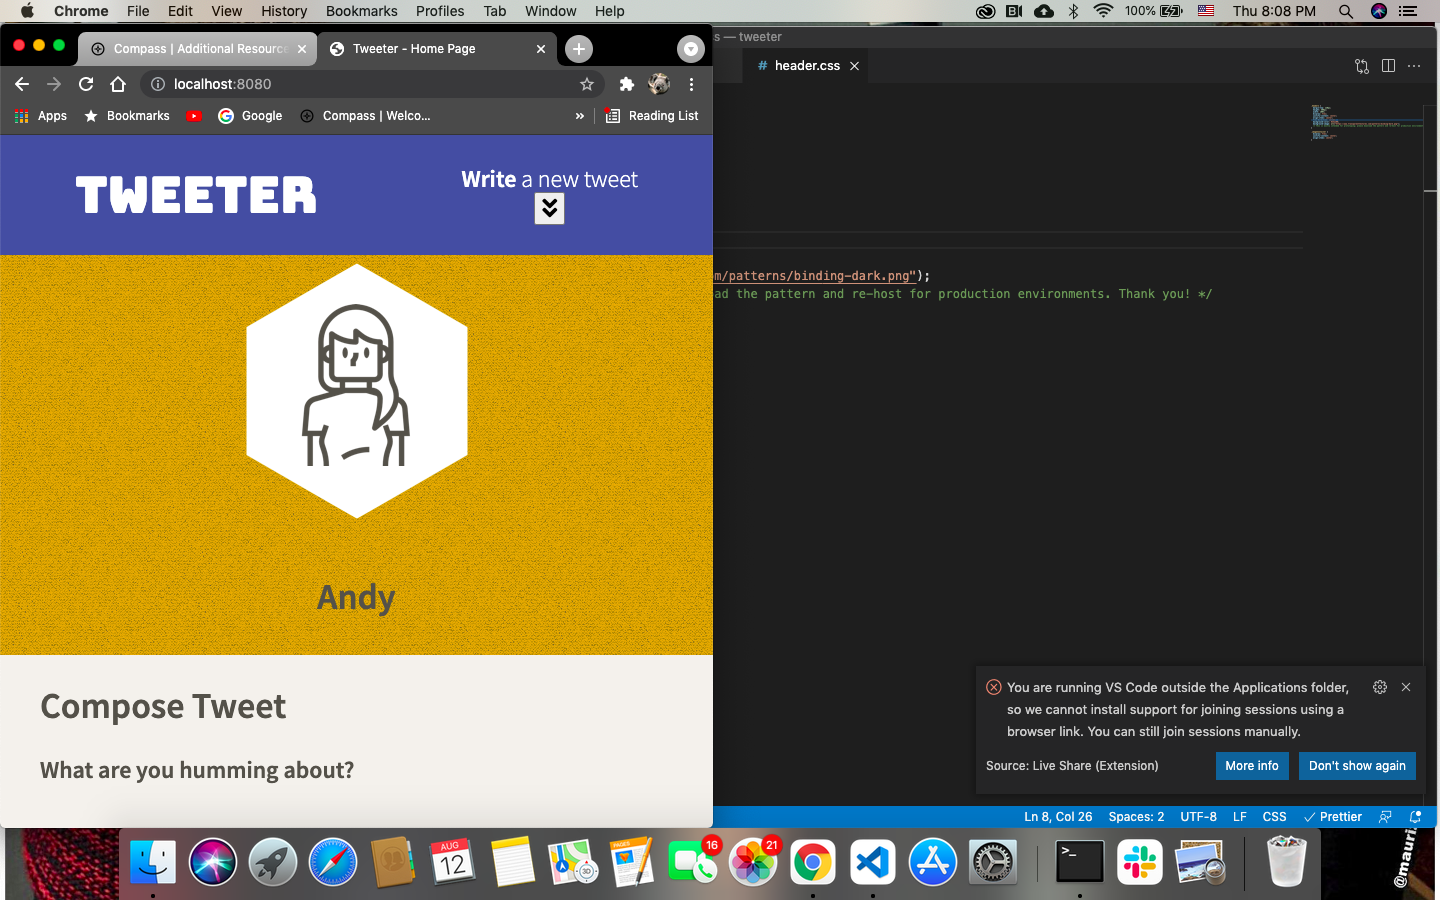 Chrome File Edit View History Bookmarks Profiles Tab Window Help 100% Thu 8:08 PM
s — tweeter
Compass | Additional Resource
Tweeter - Home Page
# header.css
localhost:8080
Apps Bookmarks Google Compass | Welco... » Reading List
TWEETER
Write a new tweet
m/patterns/binding-dark.png");
ad the pattern and re-host for production environments. Thank you! */
Andy
Compose Tweet
What are you humming about?
You are running VS Code outside the Applications folder,
so we cannot install support for joining sessions using a
browser link. You can still join sessions manually.
Source: Live Share (Extension) More info Don't show again
Ln 8, Col 26 Spaces: 2 UTF-8 LF CSS Prettier
AUG
12
3D
PAGES
16
21
>_